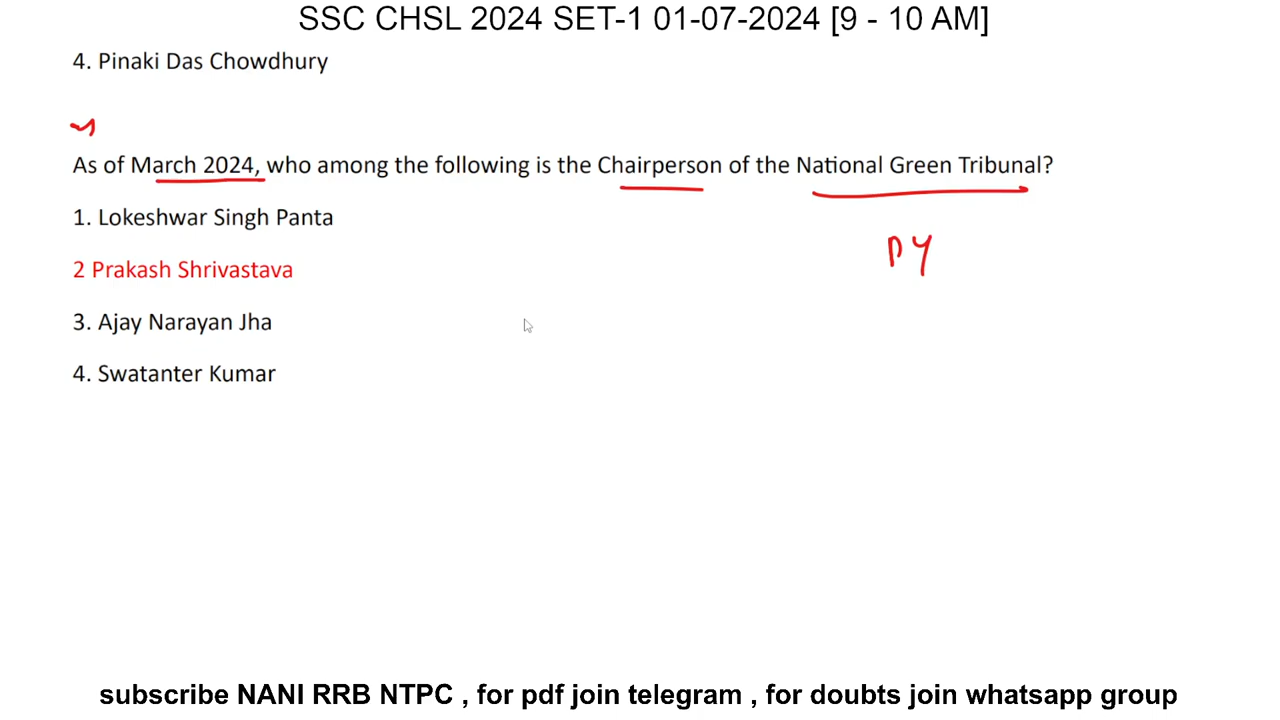 SSC CHSL 2024 SET-1 01-07-2024 [9 - 10 AM]
4. Pinaki Das Chowdhury
As of March 2024, who among the following is the Chairperson of the National Green Tribunal?
1. Lokeshwar Singh Panta
2 Prakash Shrivastava
3. Ajay Narayan Jha
4. Swatanter Kumar
subscribe NANI RRB NTPC , for pdf join telegram , for doubts join whatsapp group